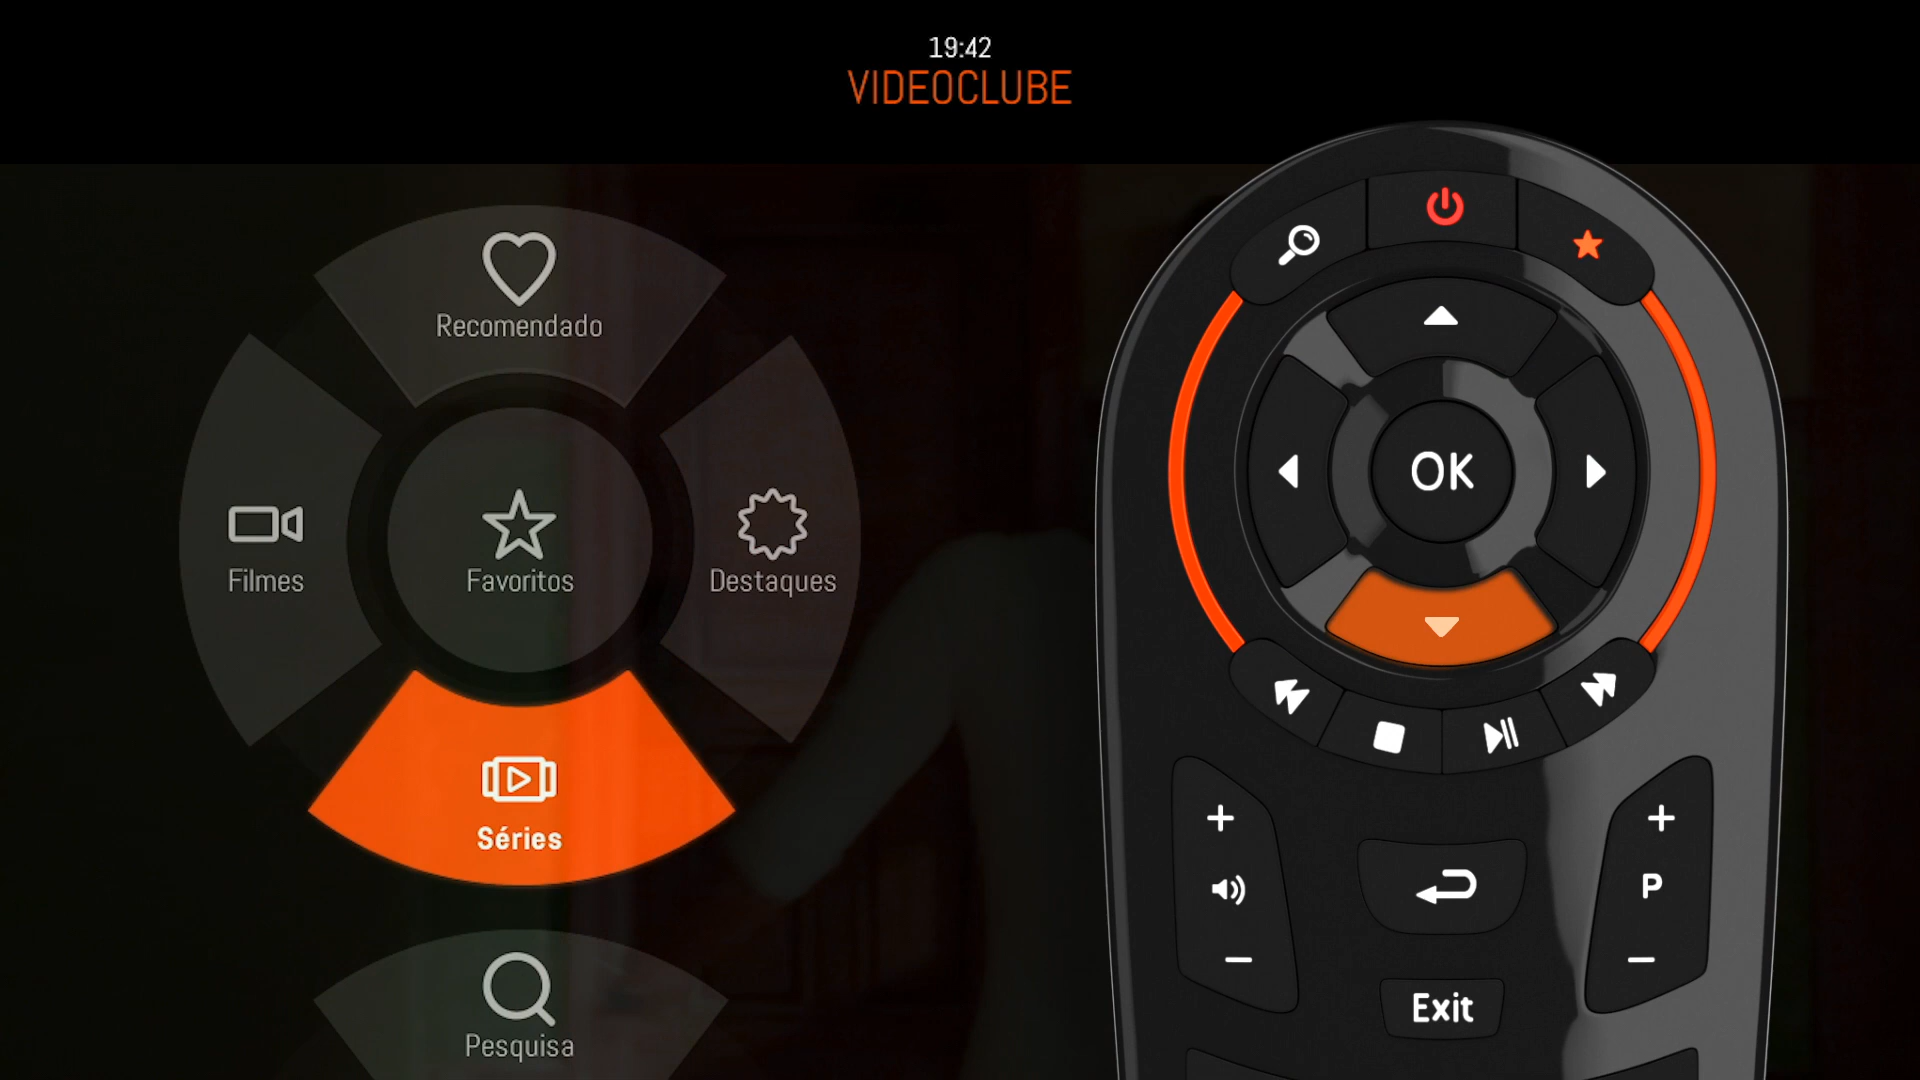 19:42
VIDEOCLUBE
Recomendado
Filmes
Favoritos
Destaques
Séries
Pesquisa
OK
P
Exit